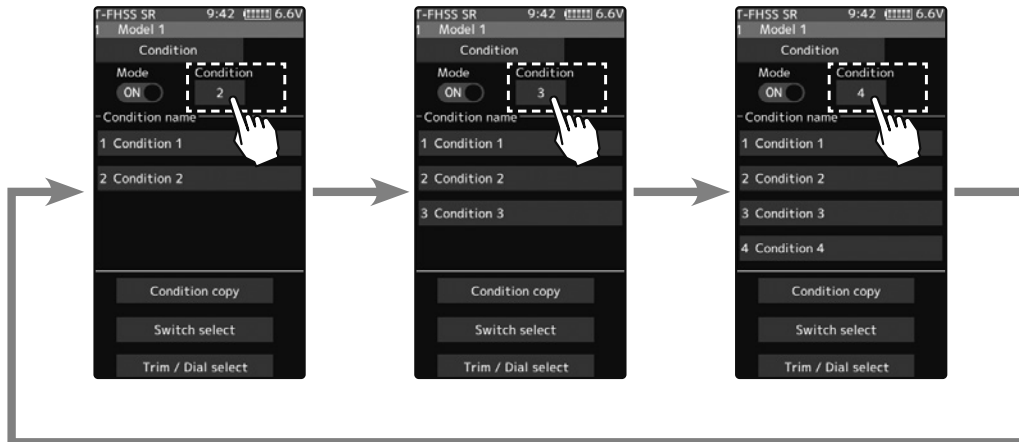 T-FHSS SR 9:42 6.6V
1 Model 1
Condition
Mode Condition
ON 2
Condition name
1 Condition 1
2 Condition 2
Condition copy
Switch select
Trim / Dial select
T-FHSS SR 9:42 6.6V
1 Model 1
Condition
Mode Condition
ON 3
Condition name
1 Condition 1
2 Condition 2
3 Condition 3
Condition copy
Switch select
Trim / Dial select
T-FHSS SR 9:42 6.6V
1 Model 1
Condition
Mode Condition
ON 4
Condition name
1 Condition 1
2 Condition 2
3 Condition 3
4 Condition 4
Condition copy
Switch select
Trim / Dial select